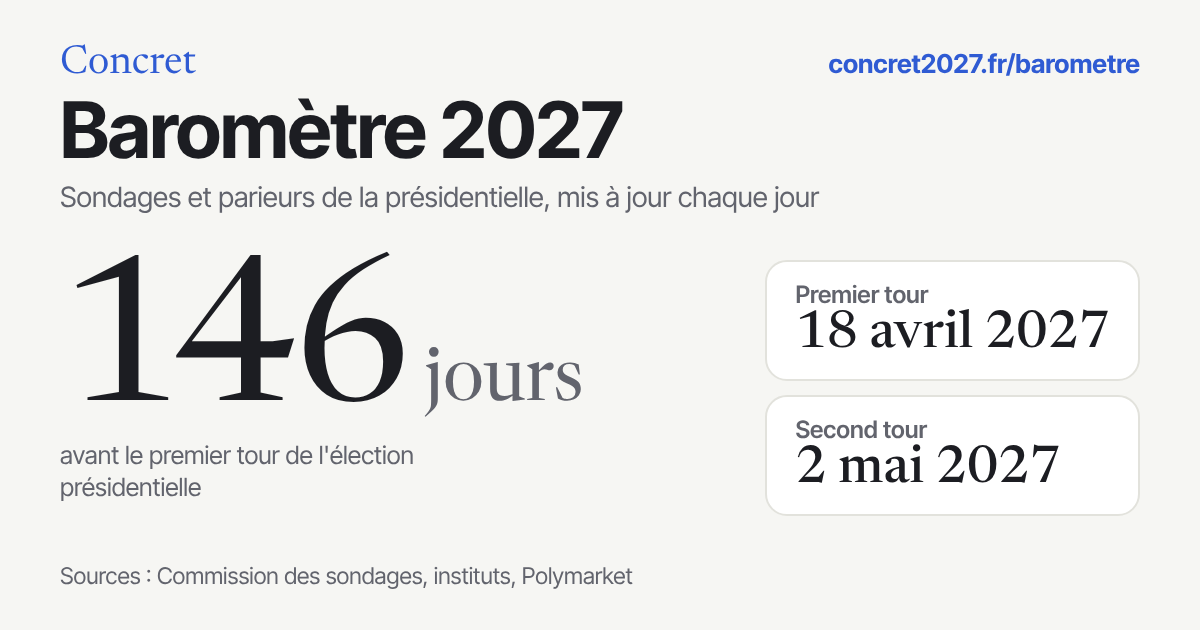 Concret
concret2027.fr/barometre
Baromètre 2027
Sondages et parieurs de la présidentielle, mis à jour chaque jour
146 jours
avant le premier tour de l'élection
présidentielle
Premier tour
18 avril 2027
Second tour
2 mai 2027
Sources : Commission des sondages, instituts, Polymarket